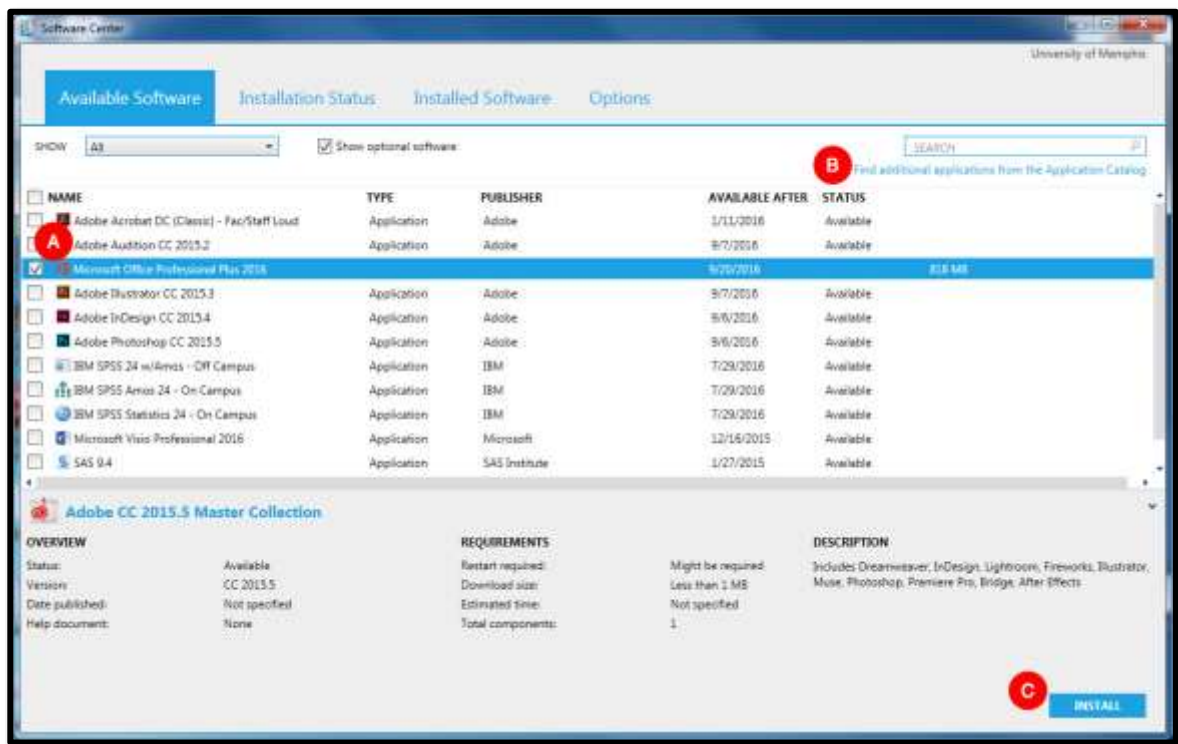 Software Center
University of Memphis
Available Software Installation Status Installed Software Options
SHOW All Show optional software SEARCH
B Find additional applications from the Application Catalog
NAME TYPE PUBLISHER AVAILABLE AFTER STATUS
Adobe Acrobat DC (Classic) - Fac/Staff Loud Application Adobe 1/11/2016 Available
A Adobe Audition CC 2015.2 Application Adobe 9/7/2016 Available
Microsoft Office Professional Plus 2016 9/20/2016 818 MB
Adobe Illustrator CC 2015.3 Application Adobe 9/7/2016 Available
Adobe InDesign CC 2015.4 Application Adobe 9/6/2016 Available
Adobe Photoshop CC 2015.5 Application Adobe 9/6/2016 Available
IBM SPSS 24 w/Amos - Off Campus Application IBM 7/29/2016 Available
IBM SPSS Amos 24 - On Campus Application IBM 7/29/2016 Available
IBM SPSS Statistics 24 - On Campus Application IBM 7/29/2016 Available
Microsoft Visio Professional 2016 Application Microsoft 12/16/2015 Available
SAS 9.4 Application SAS Institute 1/27/2015 Available
Adobe CC 2015.5 Master Collection
OVERVIEW REQUIREMENTS DESCRIPTION
Status: Available Restart required: Might be required Includes Dreamweaver, InDesign, Lightroom, Fireworks, Illustrator,
Version: CC 2015.5 Download size: Less than 1 MB Muse, Photoshop, Premiere Pro, Bridge, After Effects
Date published: Not specified Estimated time: Not specified
Help document: None Total components: 1
C INSTALL